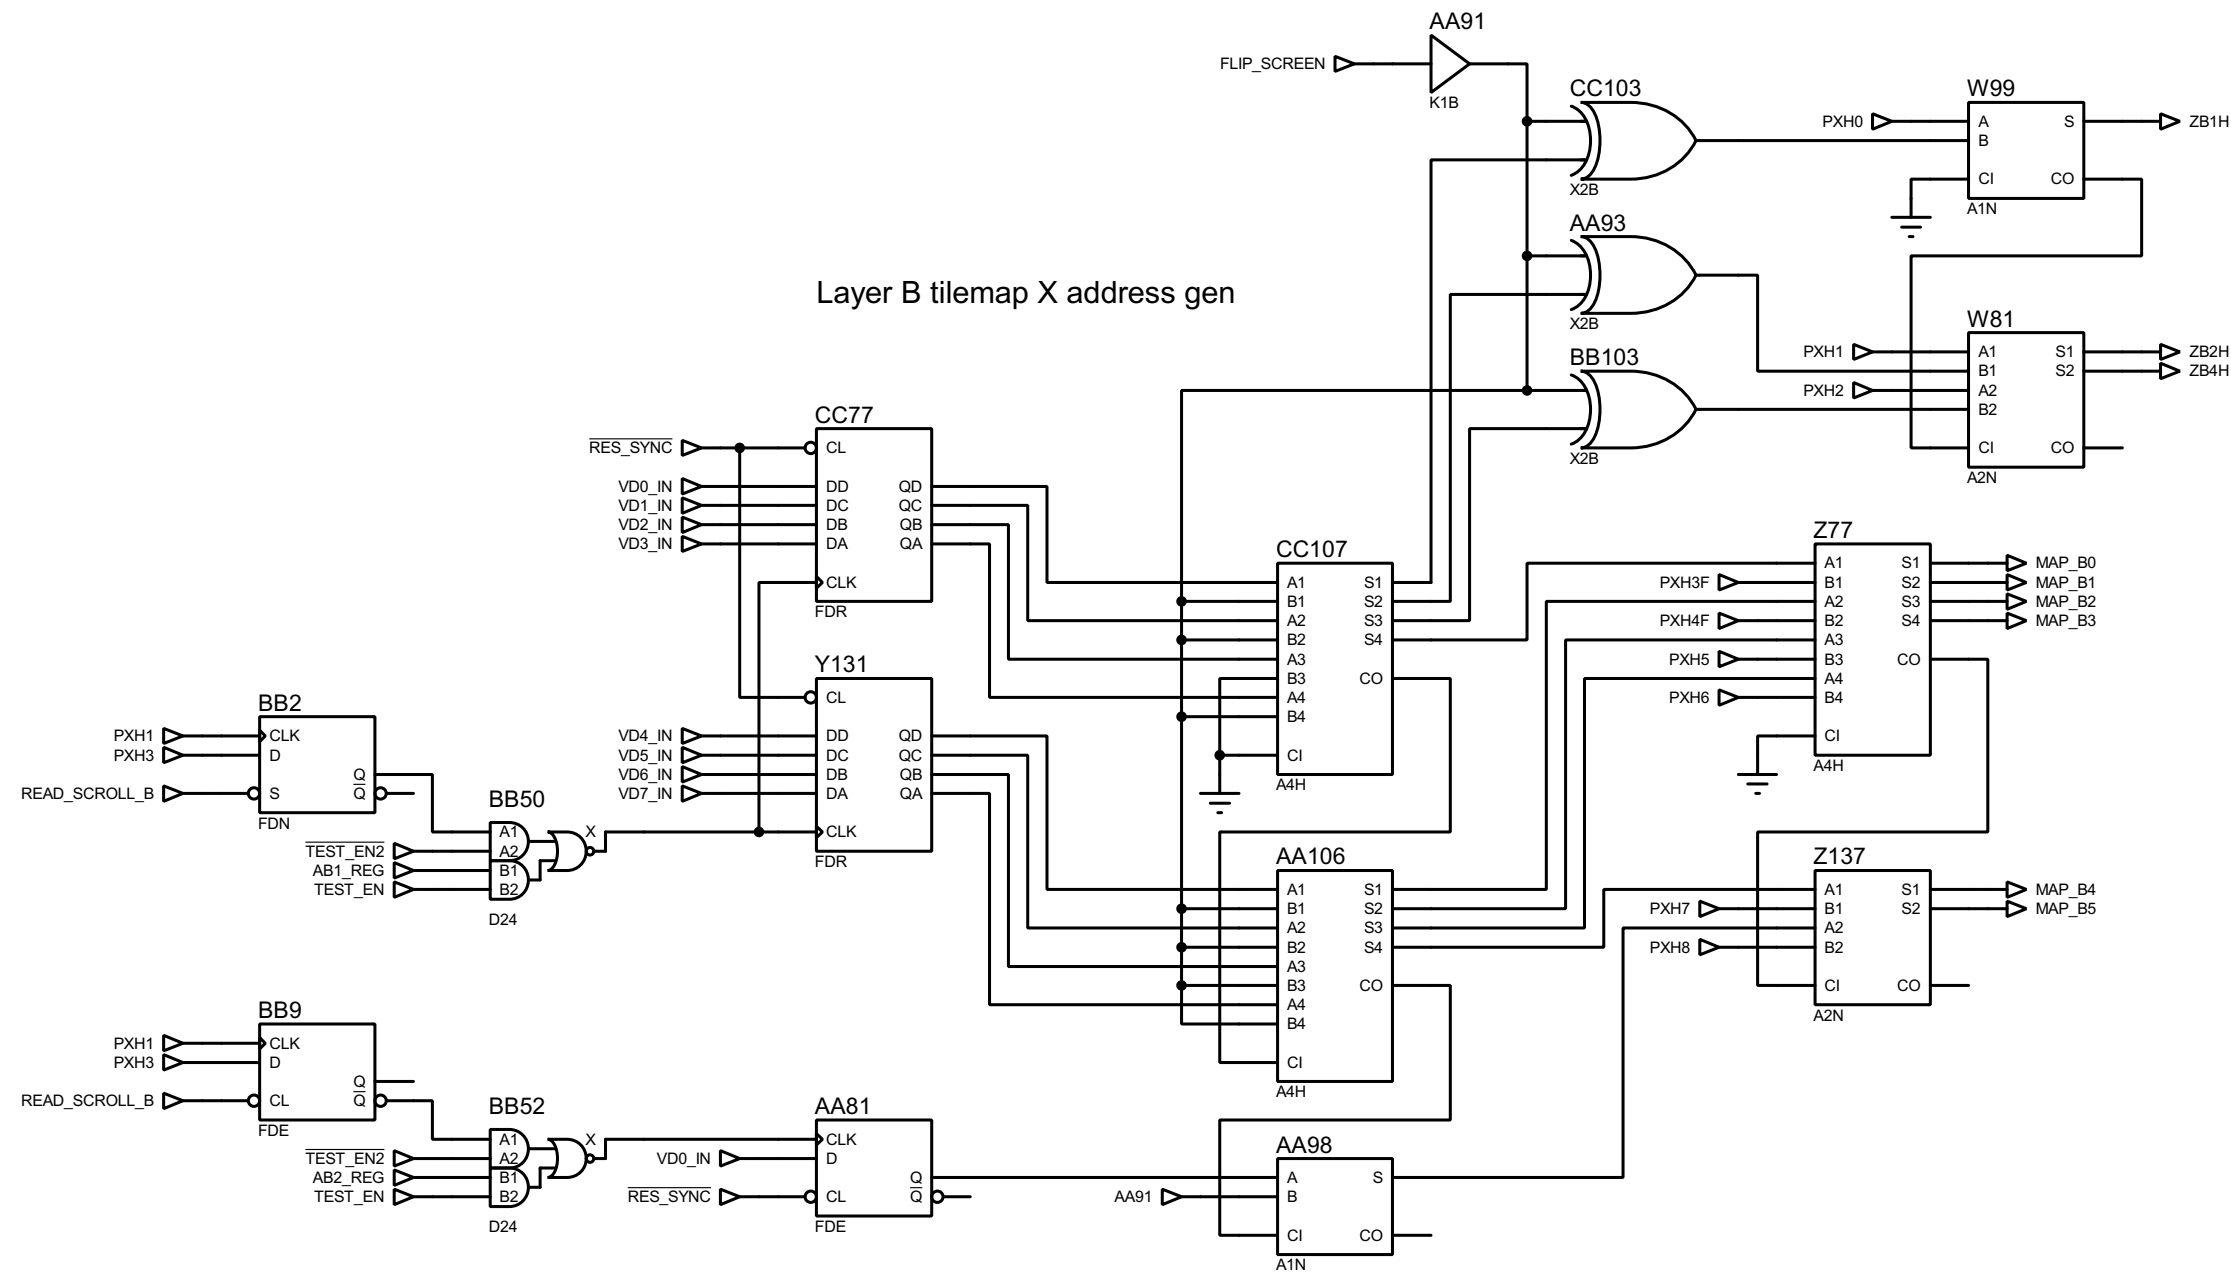 AA91
FLIP_SCREEN
K1B
CC103
X2B
W99
PXH0
A S
B
CI CO
A1N
ZB1H
AA93
X2B
Layer B tilemap X address gen
W81
PXH1
PXH2
A1 S1
B1 S2
A2
B2
CI CO
A2N
ZB2H
ZB4H
BB103
X2B
CC77
RES_SYNC
CL
VD0_IN DD QD
VD1_IN DC QC
VD2_IN DB QB
VD3_IN DA QA
CLK
FDR
CC107
A1 S1
B1 S2
A2 S3
B2 S4
A3
B3 CO
A4
B4
CI
A4H
Z77
A1 S1 MAP_B0
PXH3F B1 S2 MAP_B1
A2 S3 MAP_B2
PXH4F B2 S4 MAP_B3
A3
PXH5 B3 CO
A4
PXH6 B4
CI
A4H
Y131
CL
VD4_IN DD QD
VD5_IN DC QC
VD6_IN DB QB
VD7_IN DA QA
CLK
FDR
BB2
PXH1 CLK
PXH3 D
Q
READ_SCROLL_B S Q
FDN
BB50
A1 X
TEST_EN2 A2
AB1_REG B1
TEST_EN B2
D24
AA106
A1 S1
B1 S2
A2 S3
B2 S4
A3
B3 CO
A4
B4
CI
A4H
Z137
A1 S1 MAP_B4
PXH7 B1 S2 MAP_B5
A2
PXH8 B2
CI CO
A2N
BB9
PXH1 CLK
PXH3 D
Q
READ_SCROLL_B CL Q
FDE
BB52
A1 X
TEST_EN2 A2
AB2_REG B1
TEST_EN B2
D24
AA81
CLK
VD0_IN D
Q
RES_SYNC CL Q
FDE
AA98
A S
AA91 B
CI CO
A1N